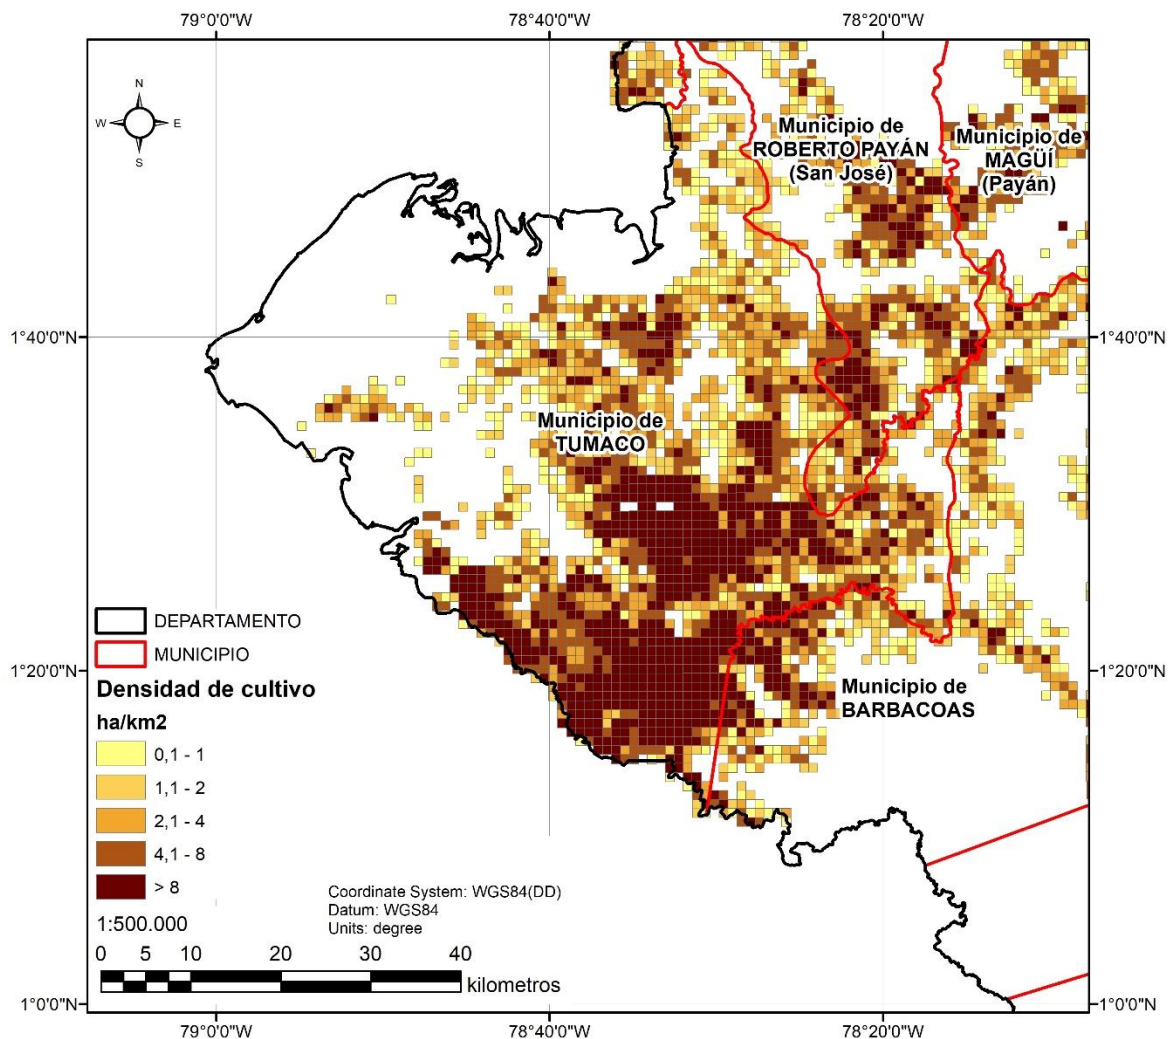 79°0'0"W
78°40'0"W
78°20'0"W
N
W
E
S
Municipio de
ROBERTO PAYÁN
(San José)
Municipio de
MAGÜÍ
(Payán)
1°40'0"N
1°40'0"N
Municipio de
TUMACO
DEPARTAMENTO
MUNICIPIO
1°20'0"N
1°20'0"N
Densidad de cultivo
ha/km2
0,1 - 1
1,1 - 2
2,1 - 4
4,1 - 8
> 8
Municipio de
BARBACOAS
1:500.000
Coordinate System: WGS84(DD)
Datum: WGS84
Units: degree
0 5 10 20 30 40
kilometros
1°0'0"N
1°0'0"N
79°0'0"W
78°40'0"W
78°20'0"W